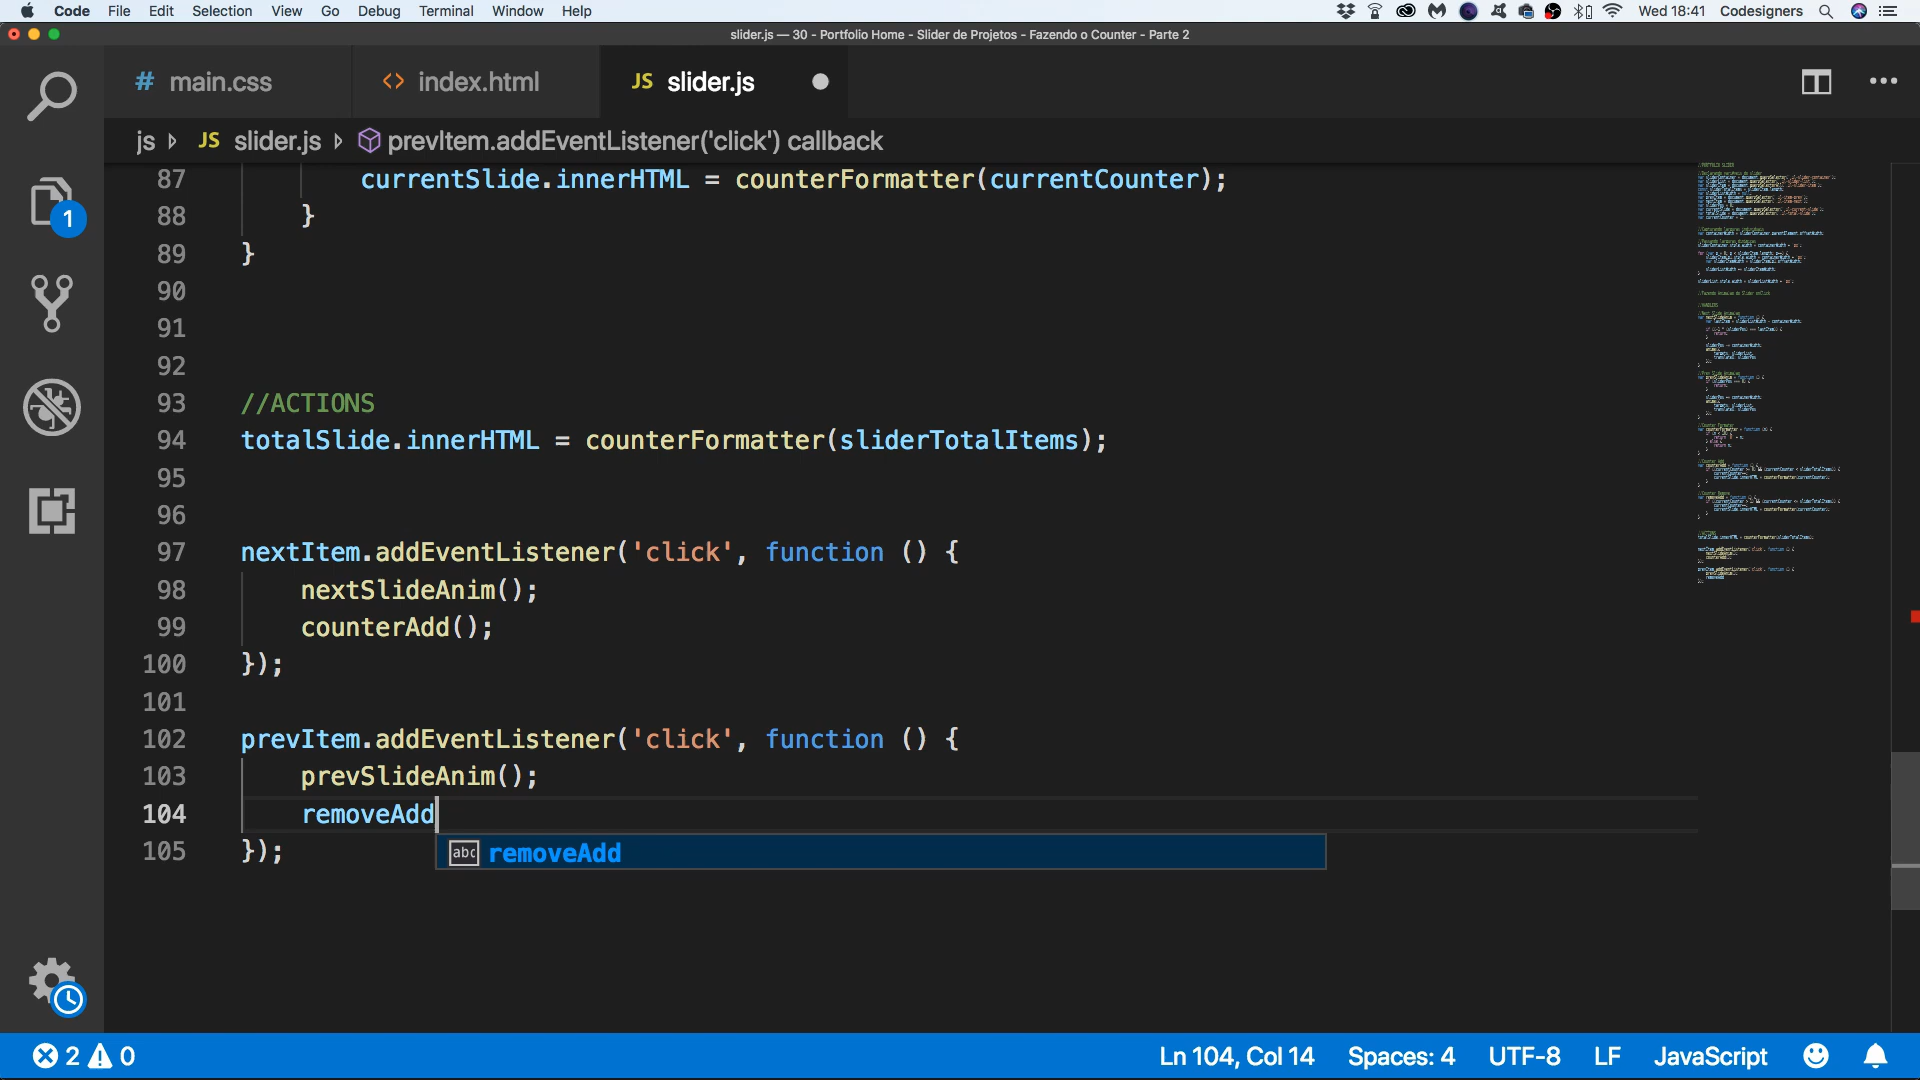 Code File Edit Selection View Go Debug Terminal Window Help Wed 18:41 Codesigners
slider.js — 30 - Portfolio Home - Slider de Projetos - Fazendo o Counter - Parte 2
# main.css <> index.html JS slider.js
js JS slider.js prevItem.addEventListener('click') callback
87 currentSlide.innerHTML = counterFormatter(currentCounter);
88 }
89 }
90
91
92
93 //ACTIONS
94 totalSlide.innerHTML = counterFormatter(sliderTotalItems);
95
96
97 nextItem.addEventListener('click', function () {
98 nextSlideAnim();
99 counterAdd();
100 });
101
102 prevItem.addEventListener('click', function () {
103 prevSlideAnim();
104 removeAdd
105 });
abc removeAdd
1
2 0 Ln 104, Col 14 Spaces: 4 UTF-8 LF JavaScript